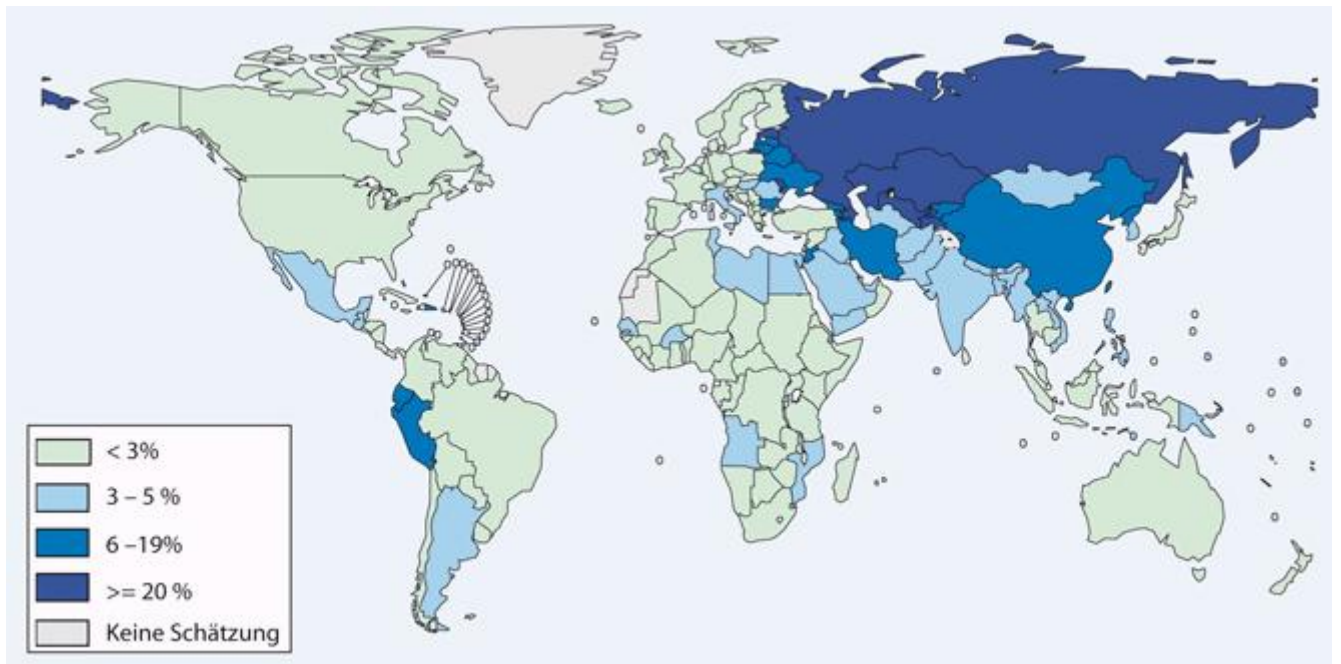 < 3%
3 – 5 %
6 –19%
>= 20 %
Keine Schätzung